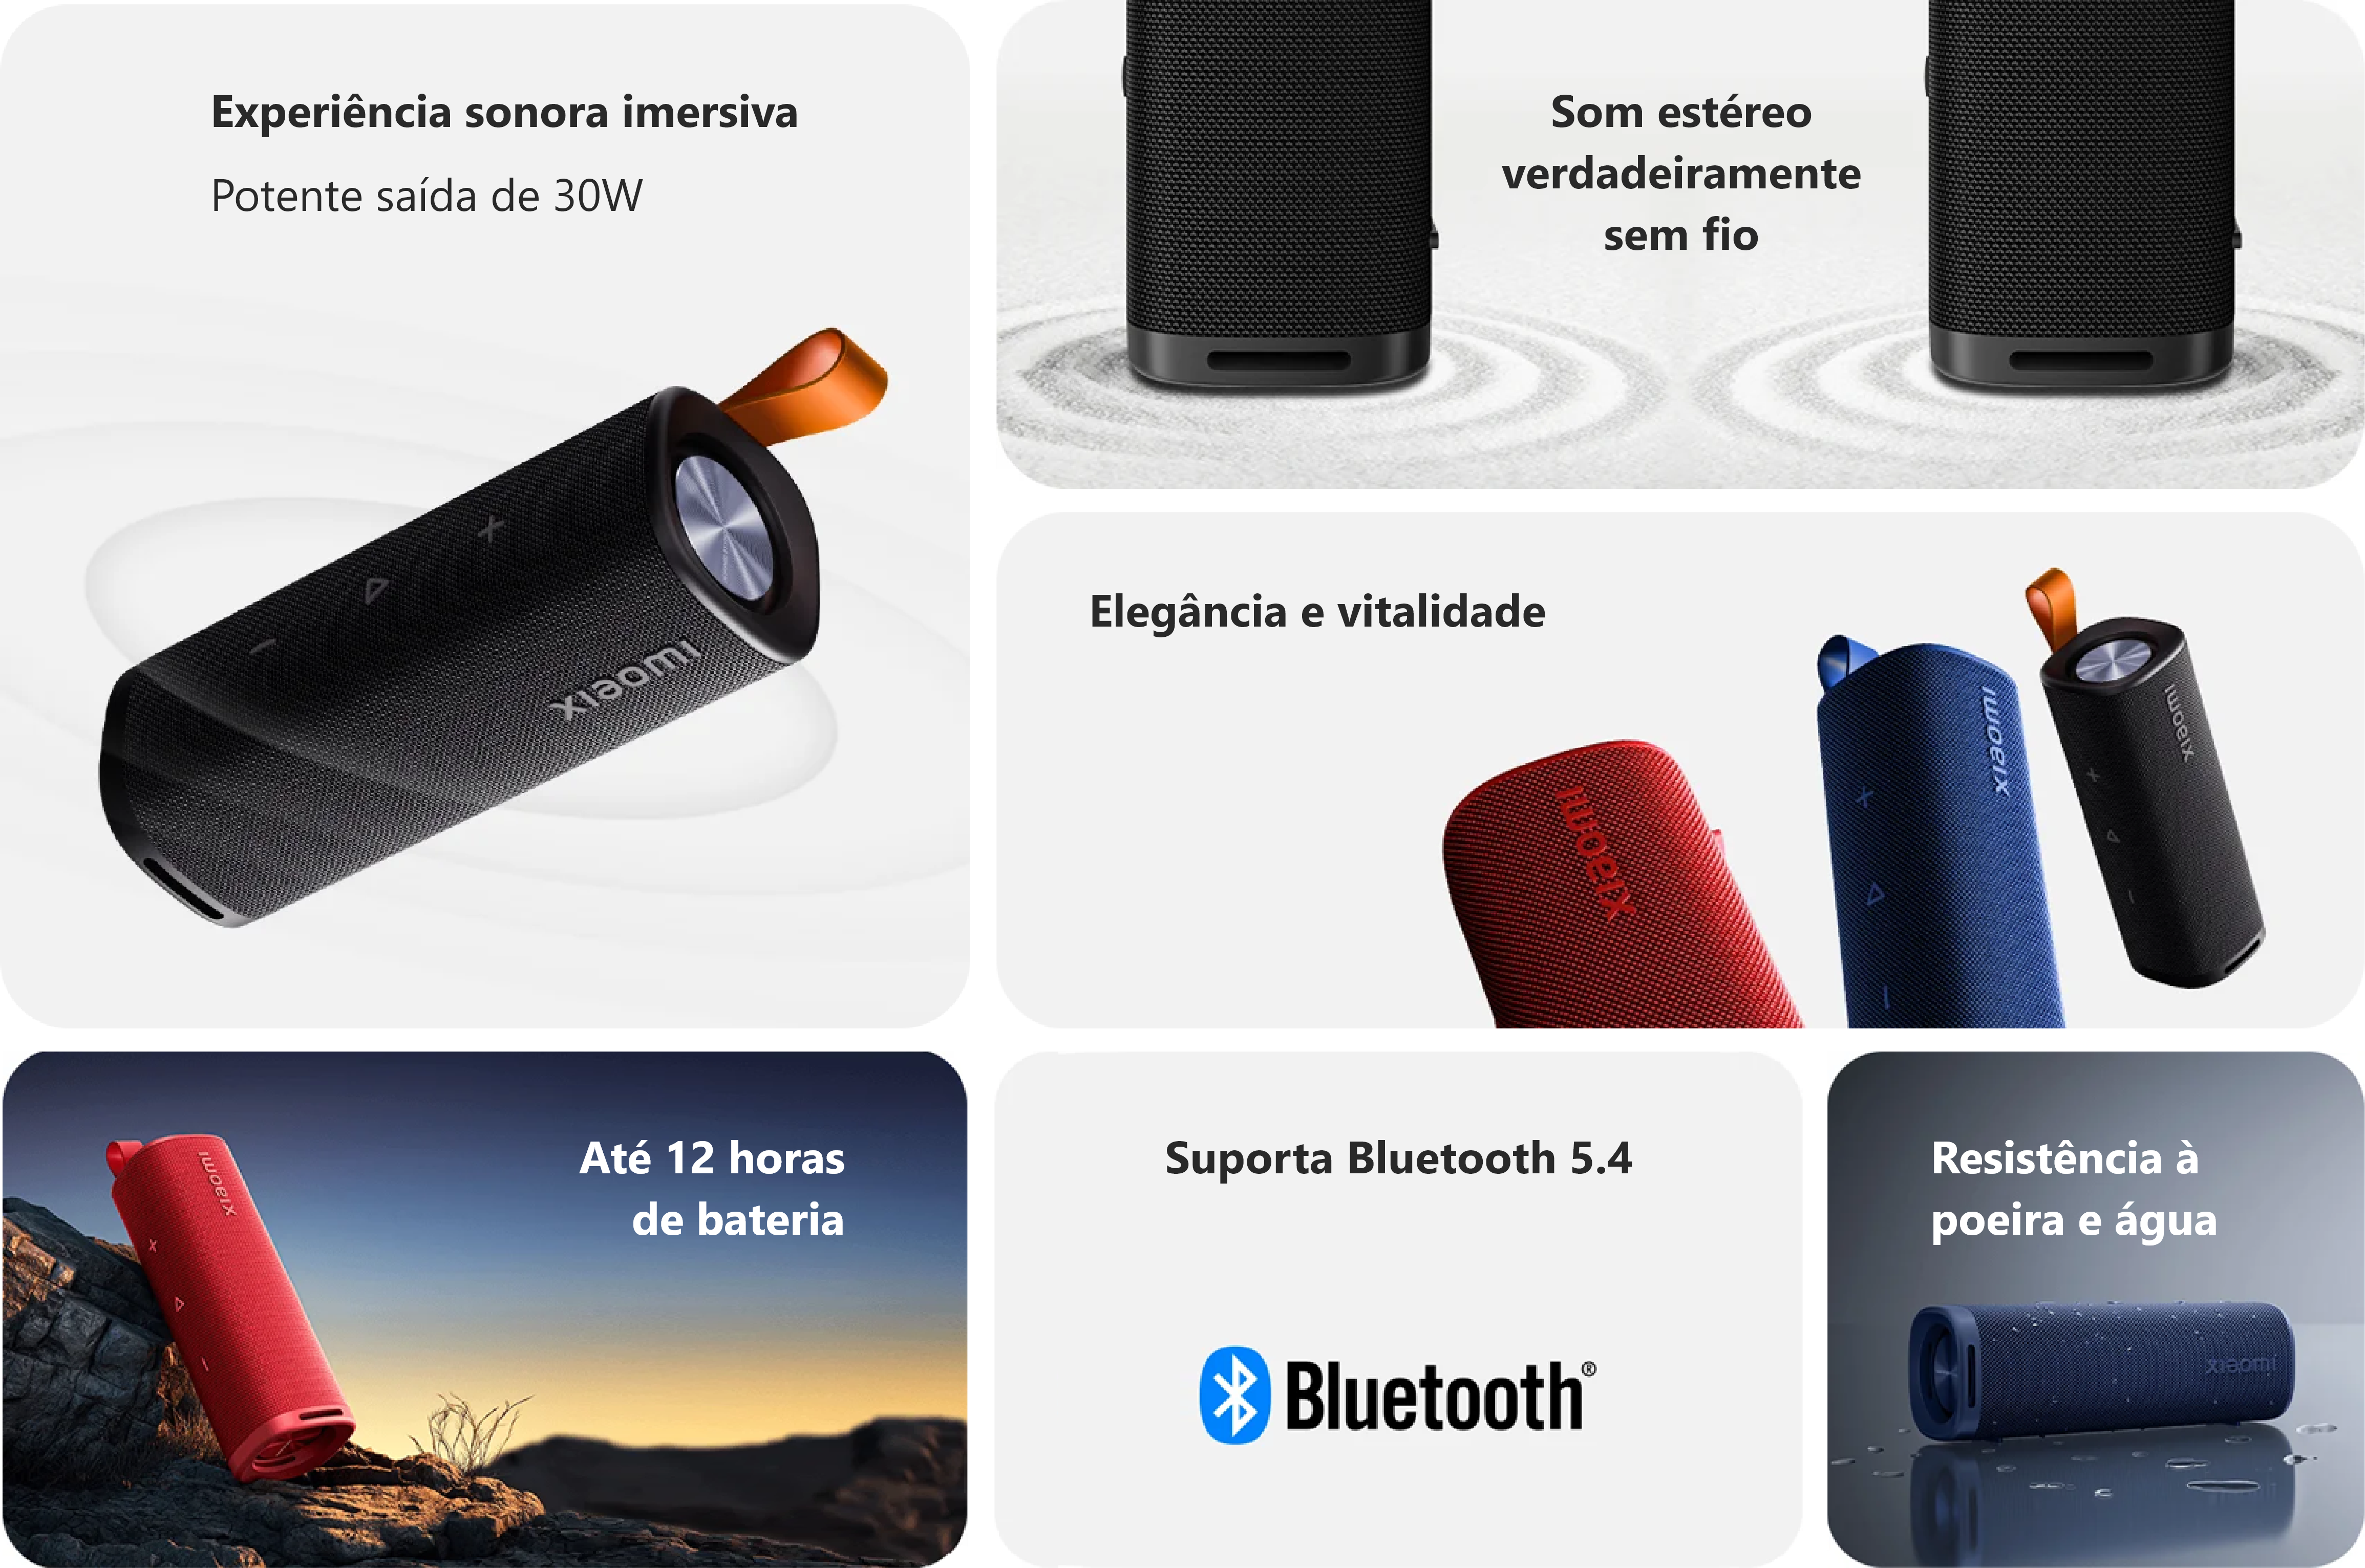 Experiência sonora imersiva
Potente saída de 30W
xiaomi
Som estéreo
verdadeiramente
sem fio
Elegância e vitalidade
xiaomi
xiaomi
xiaomi
Até 12 horas
de bateria
xiaomi
Suporta Bluetooth 5.4
Bluetooth®
Resistência à
poeira e água
xiaomi